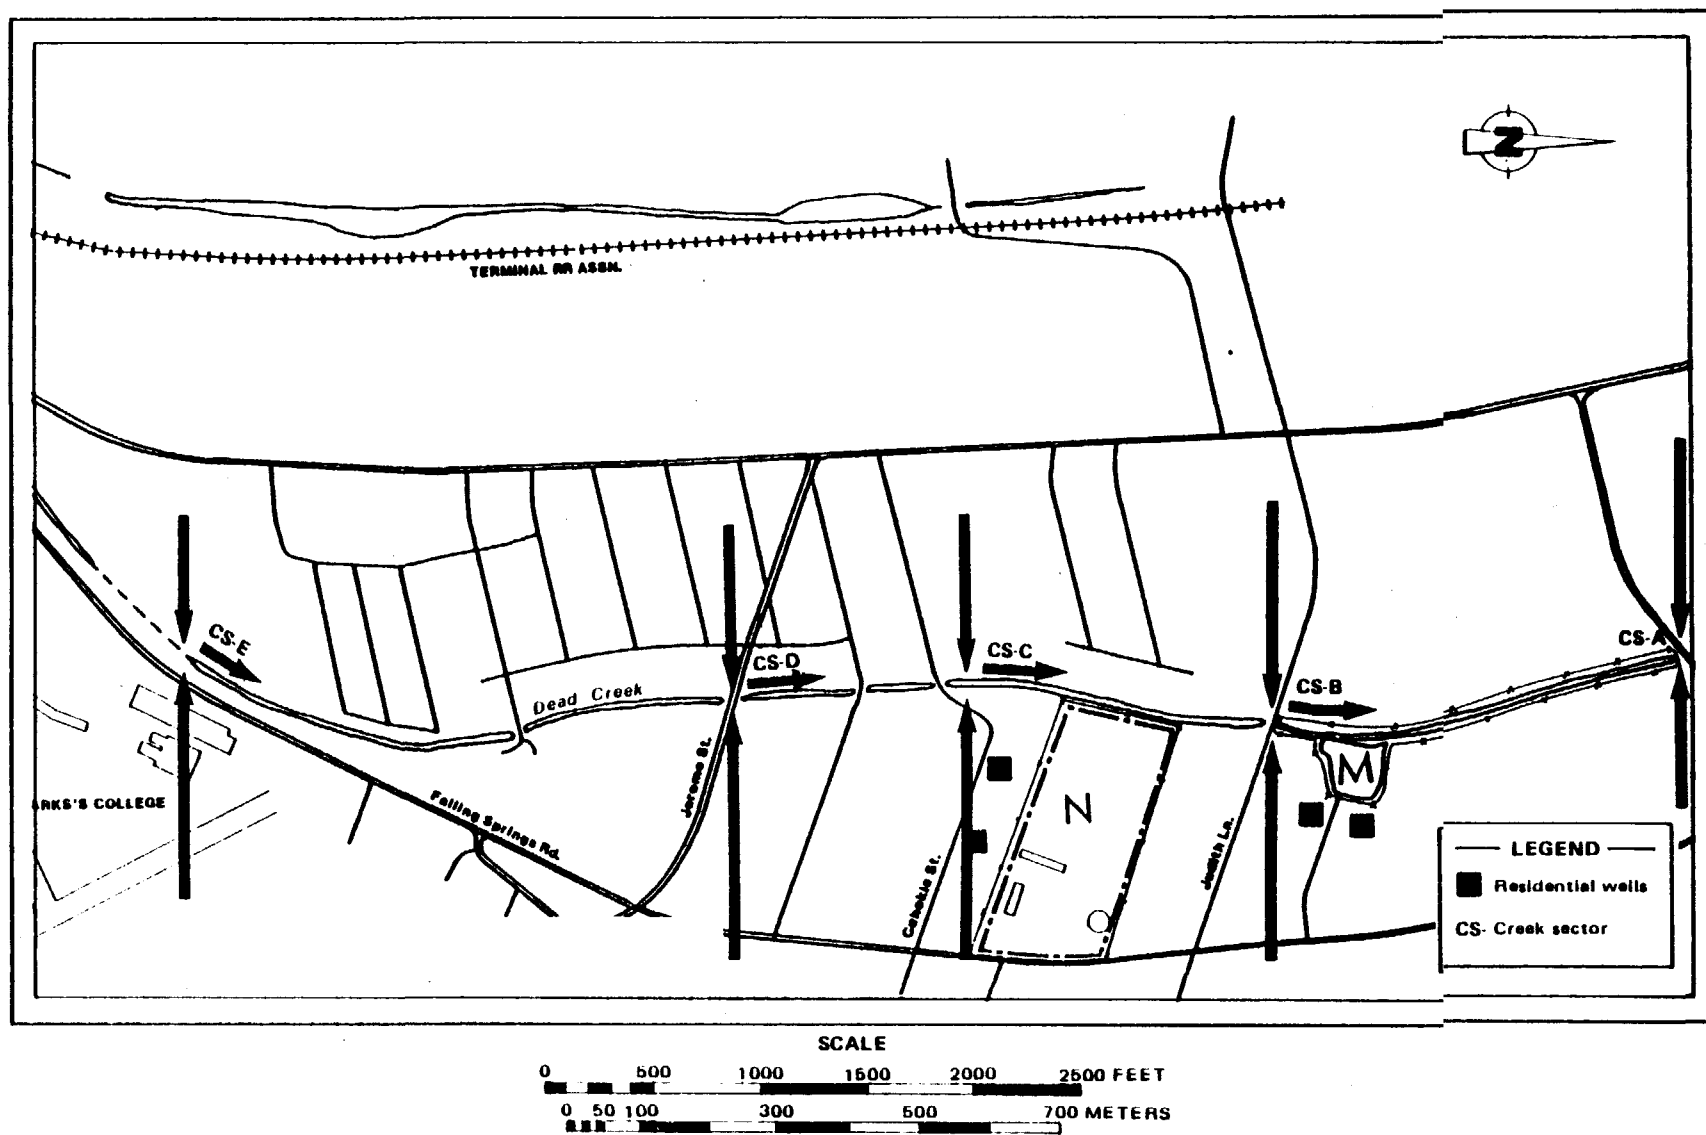 N
TERMINAL RR ASSN.
CS-E
CS-D
CS-C
CS-A
CS-B
Dead Creek
Jerome St.
M
N
ARKS'S COLLEGE
Falling Springs Rd.
Cahokia St.
Judith Ln.
LEGEND
Residential wells
CS- Creek sector
SCALE
0 500 1000 1500 2000 2500 FEET
0 50 100 300 500 700 METERS